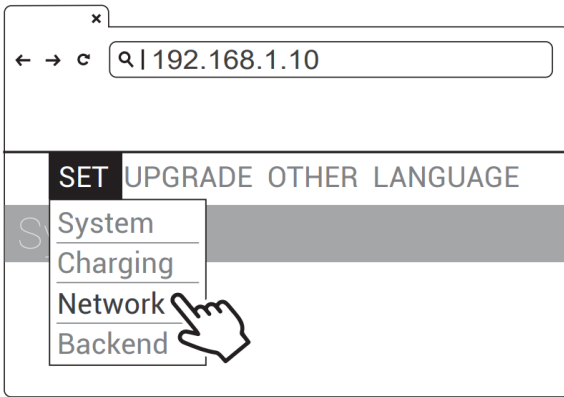 192.168.1.10
SET UPGRADE OTHER LANGUAGE
System
Charging
Network
Backend